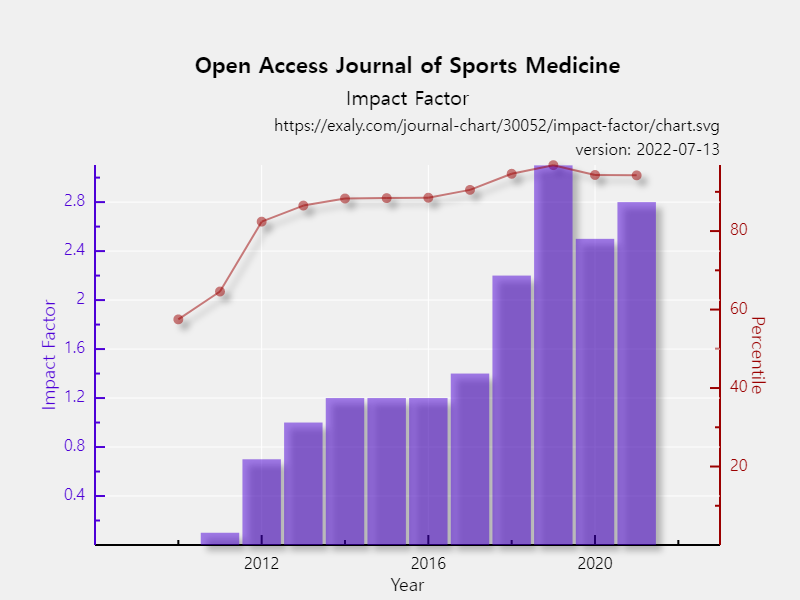 Open Access Journal of Sports Medicine
Impact Factor
https://exaly.com/journal-chart/30052/impact-factor/chart.svg
version: 2022-07-13
Impact Factor
2.8
2.4
2
1.6
1.2
0.8
0.4
80
60
40
20
Percentile
2012
2016
2020
Year